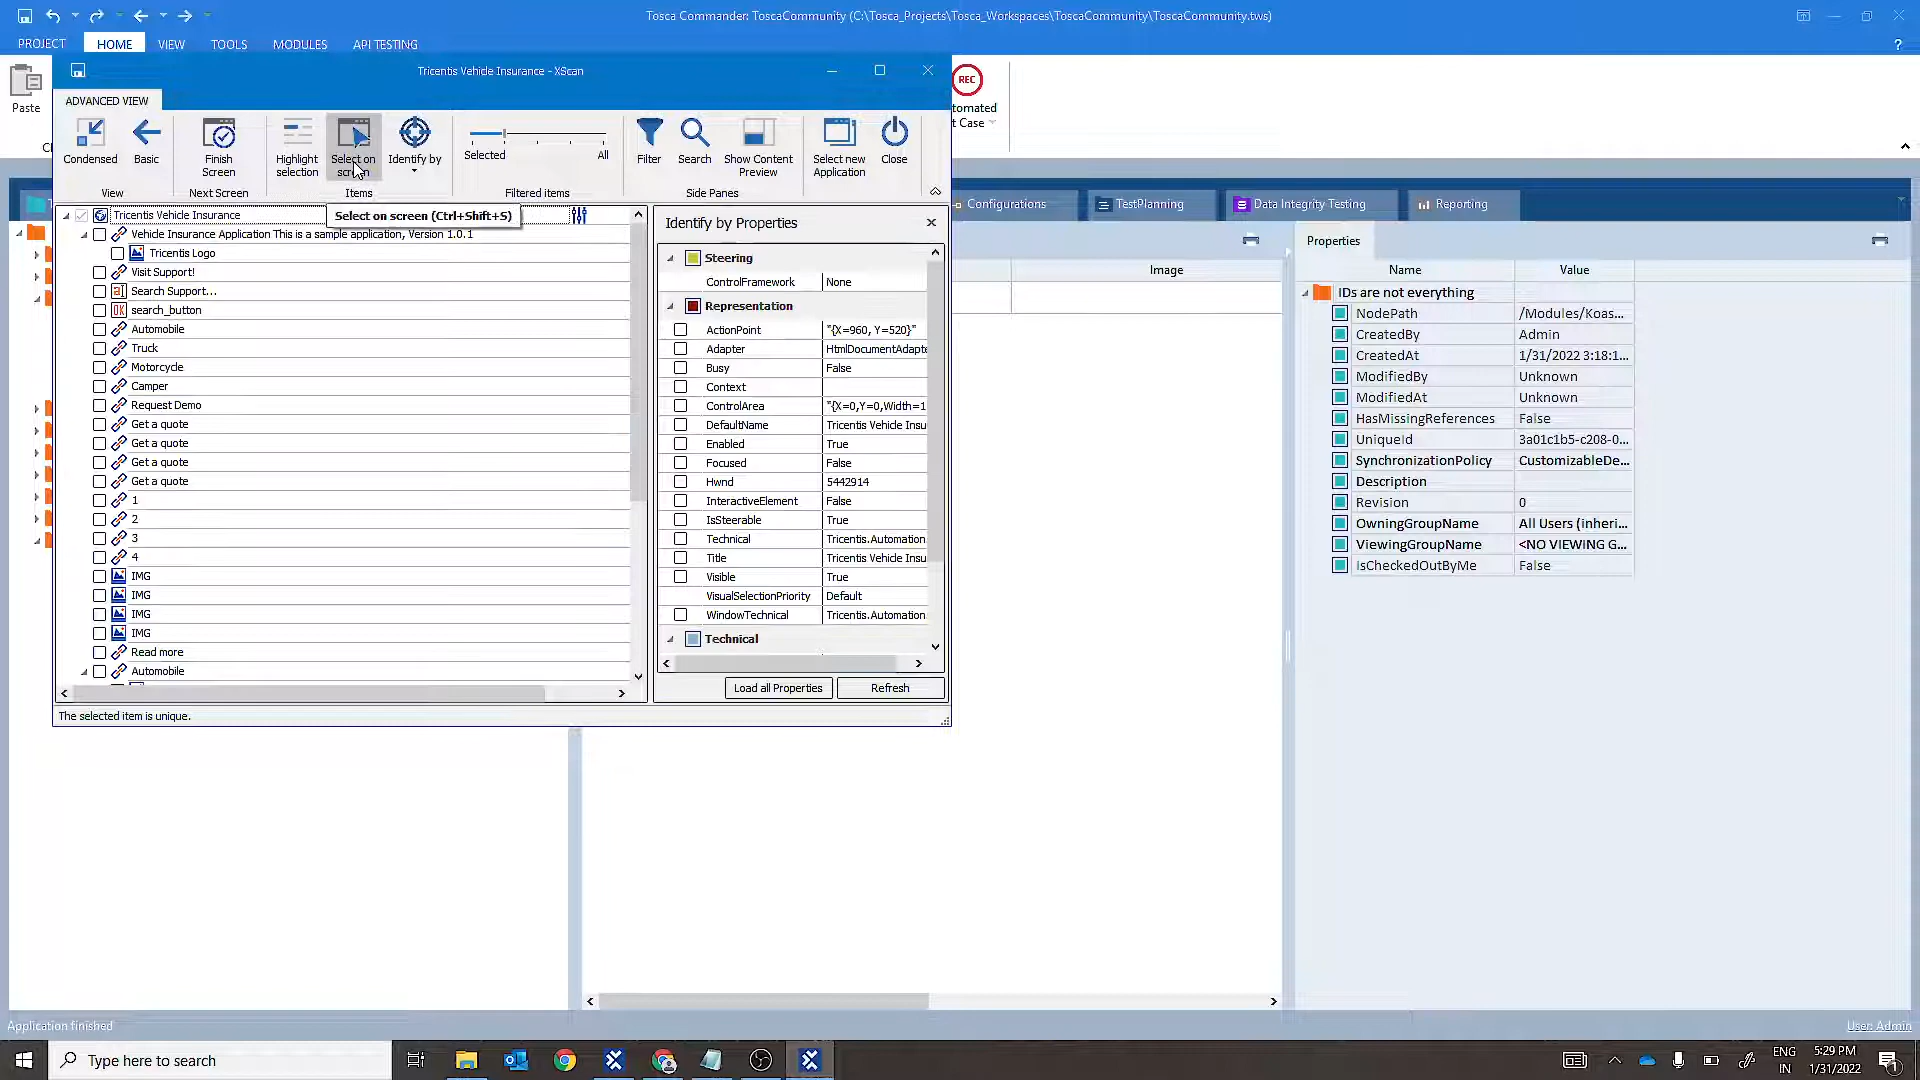 Tosca Commander: ToscaCommunity (C:\Tosca_Projects\Tosca_Workspaces\ToscaCommunity\ToscaCommunity.tws)
PROJECT HOME VIEW TOOLS MODULES API TESTING
?
Paste
Tricentis Vehicle Insurance - XScan
REC
ADVANCED VIEW
Condensed Basic Finish Screen Highlight selection Select on screen Identify by Selected All Filter Search Show Content Preview Select new Application Close
View Next Screen Items Filtered items Side Panes
Select on screen (Ctrl+Shift+S)
Configurations TestPlanning Data Integrity Testing Reporting
Tricentis Vehicle Insurance
Vehicle Insurance Application This is a sample application, Version 1.0.1
Tricentis Logo
Visit Support!
Search Support...
search_button
Automobile
Truck
Motorcycle
Camper
Request Demo
Get a quote
Get a quote
Get a quote
Get a quote
1
2
3
4
IMG
IMG
IMG
IMG
Read more
Automobile
The selected item is unique.
Identify by Properties
Steering
ControlFramework None
Representation
ActionPoint "{X=960, Y=520}"
Adapter HtmlDocumentAdapte
Busy False
Context
ControlArea "{X=0,Y=0,Width=1
DefaultName Tricentis Vehicle Insu
Enabled True
Focused False
Hwnd 5442914
InteractiveElement False
IsSteerable True
Technical Tricentis.Automation
Title Tricentis Vehicle Insu
Visible True
VisualSelectionPriority Default
WindowTechnical Tricentis.Automation
Technical
Load all Properties Refresh
Image
Properties
Name Value
IDs are not everything
NodePath /Modules/Koas...
CreatedBy Admin
CreatedAt 1/31/2022 3:18:1...
ModifiedBy Unknown
ModifiedAt Unknown
HasMissingReferences False
UniqueId 3a01c1b5-c208-0...
SynchronizationPolicy CustomizableDe...
Description
Revision 0
OwningGroupName All Users (inheri...
ViewingGroupName <NO VIEWING G...
IsCheckedOutByMe False
Application finished
User: Admin
Type here to search
ENG
IN
5:29 PM
1/31/2022
1